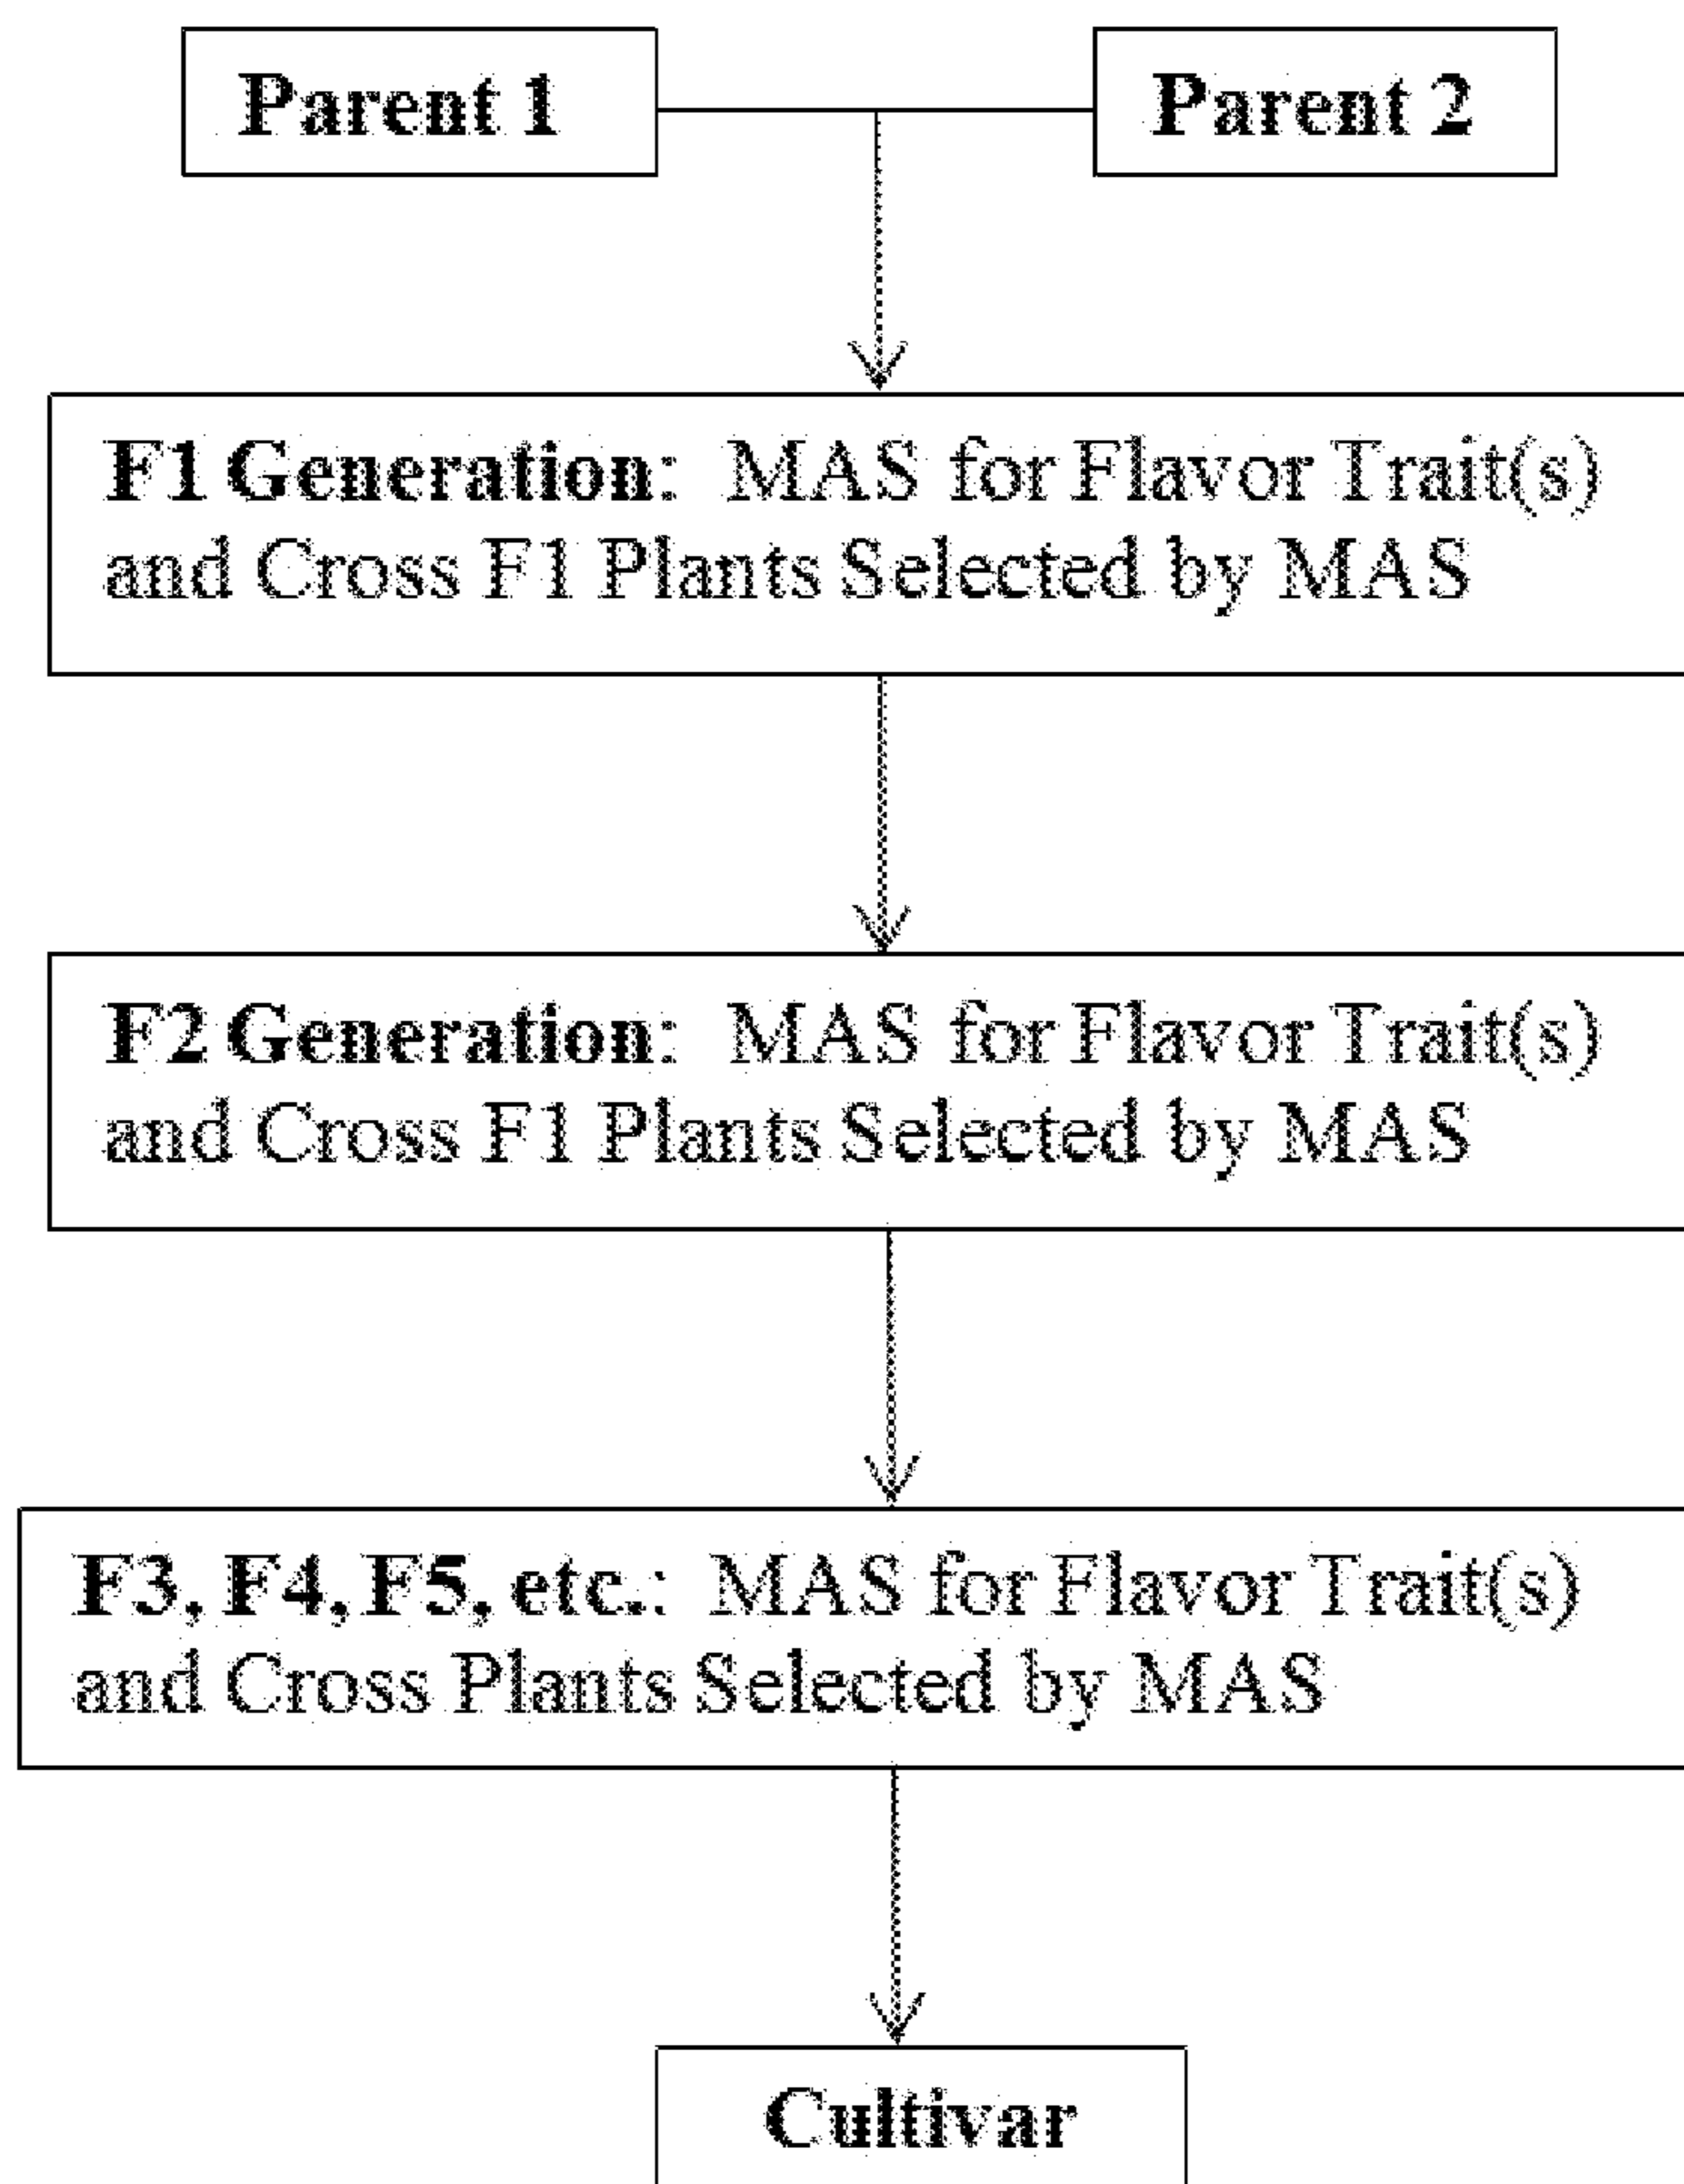 Parent 1
Parent 2
F1 Generation: MAS for Flavor Trait(s)
and Cross F1 Plants Selected by MAS
F2 Generation: MAS for Flavor Trait(s)
and Cross F1 Plants Selected by MAS
F3, F4, F5, etc.: MAS for Flavor Trait(s)
and Cross Plants Selected by MAS
Cultivar